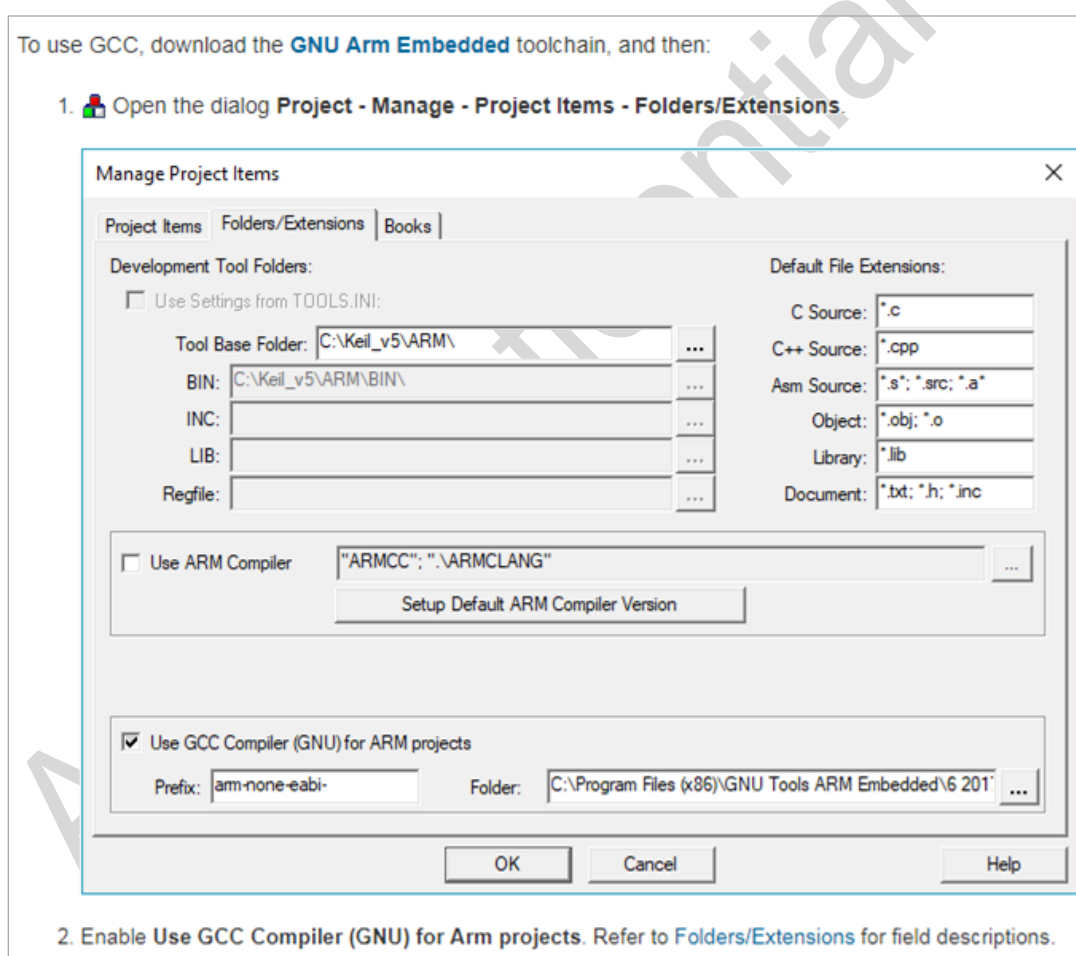 To use GCC, download the GNU Arm Embedded toolchain, and then:
1. Open the dialog Project - Manage - Project Items - Folders/Extensions.
Manage Project Items
Project Items Folders/Extensions Books
Development Tool Folders: Default File Extensions:
Use Settings from TOOLS.INI:
C Source: *.c
Tool Base Folder: C:\Keil_v5\ARM\ ...
C++ Source: *.cpp
BIN: C:\Keil_v5\ARM\BIN\ ...
Asm Source: *.s*; *.src; *.a*
INC: ...
Object: *.obj; *.o
LIB: ...
Library: *.lib
Regfile: ...
Document: *.txt; *.h; *.inc
Use ARM Compiler "ARMCC"; ".\ARMCLANG" ...
Setup Default ARM Compiler Version
Use GCC Compiler (GNU) for ARM projects
Prefix: arm-none-eabi- Folder: C:\Program Files (x86)\GNU Tools ARM Embedded\6 201 ...
OK Cancel Help
2. Enable Use GCC Compiler (GNU) for Arm projects. Refer to Folders/Extensions for field descriptions.